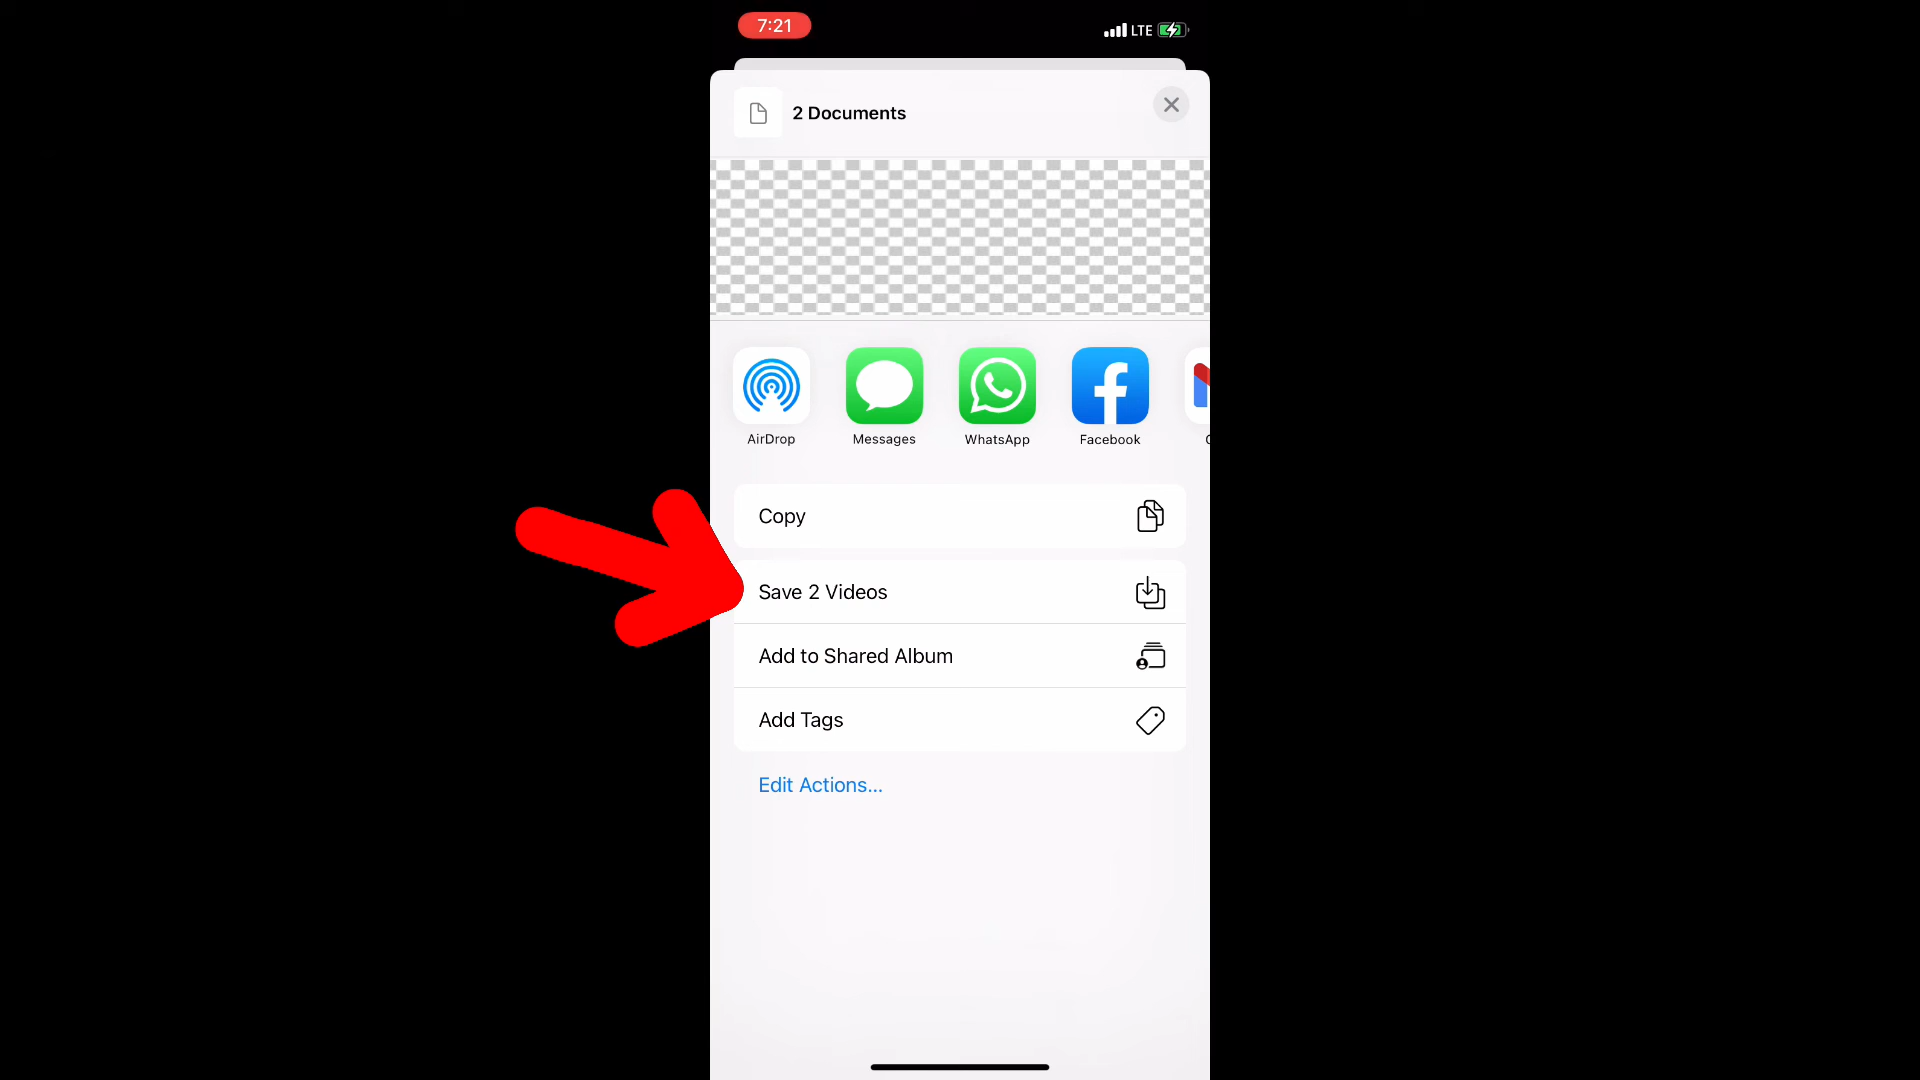 7:21
LTE
2 Documents
AirDrop
Messages
WhatsApp
Facebook
Copy
Save 2 Videos
Add to Shared Album
Add Tags
Edit Actions...